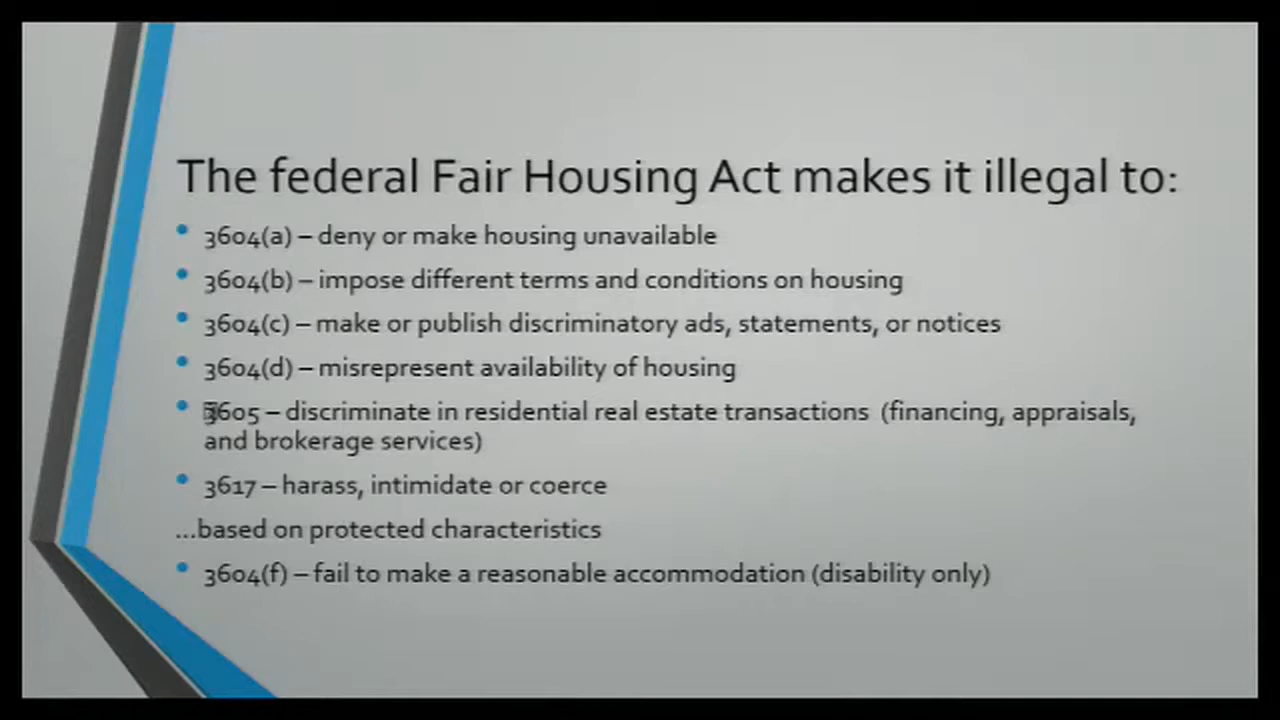 The federal Fair Housing Act makes it illegal to:
• 3604(a) – deny or make housing unavailable
• 3604(b) – impose different terms and conditions on housing
• 3604(c) – make or publish discriminatory ads, statements, or notices
• 3604(d) – misrepresent availability of housing
• 3605 – discriminate in residential real estate transactions (financing, appraisals,
and brokerage services)
• 3617 – harass, intimidate or coerce
...based on protected characteristics
• 3604(f) – fail to make a reasonable accommodation (disability only)